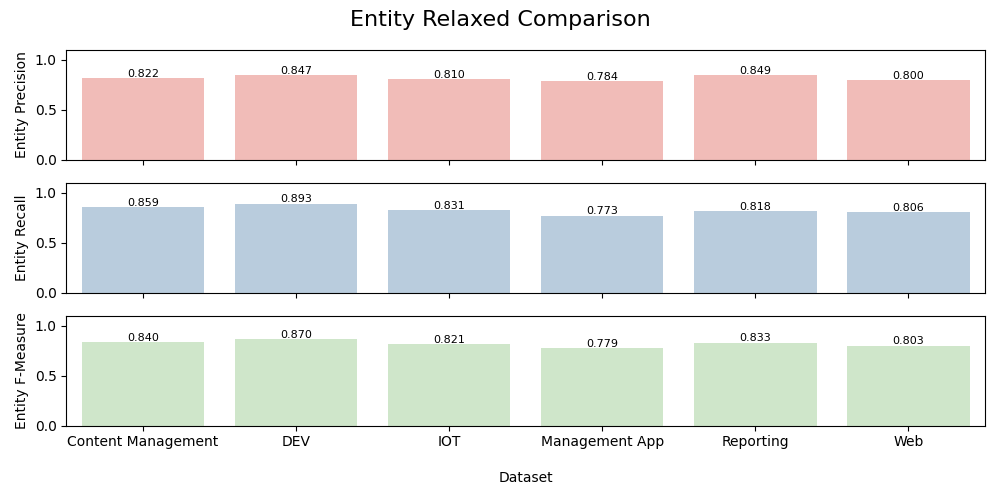 Entity Relaxed Comparison
Entity Precision
1.0
0.5
0.0
0.822 0.847 0.810 0.784 0.849 0.800
Entity Recall
1.0
0.5
0.0
0.859 0.893 0.831 0.773 0.818 0.806
Entity F-Measure
1.0
0.5
0.0
0.840 0.870 0.821 0.779 0.833 0.803
Content Management DEV IOT Management App Reporting Web
Dataset